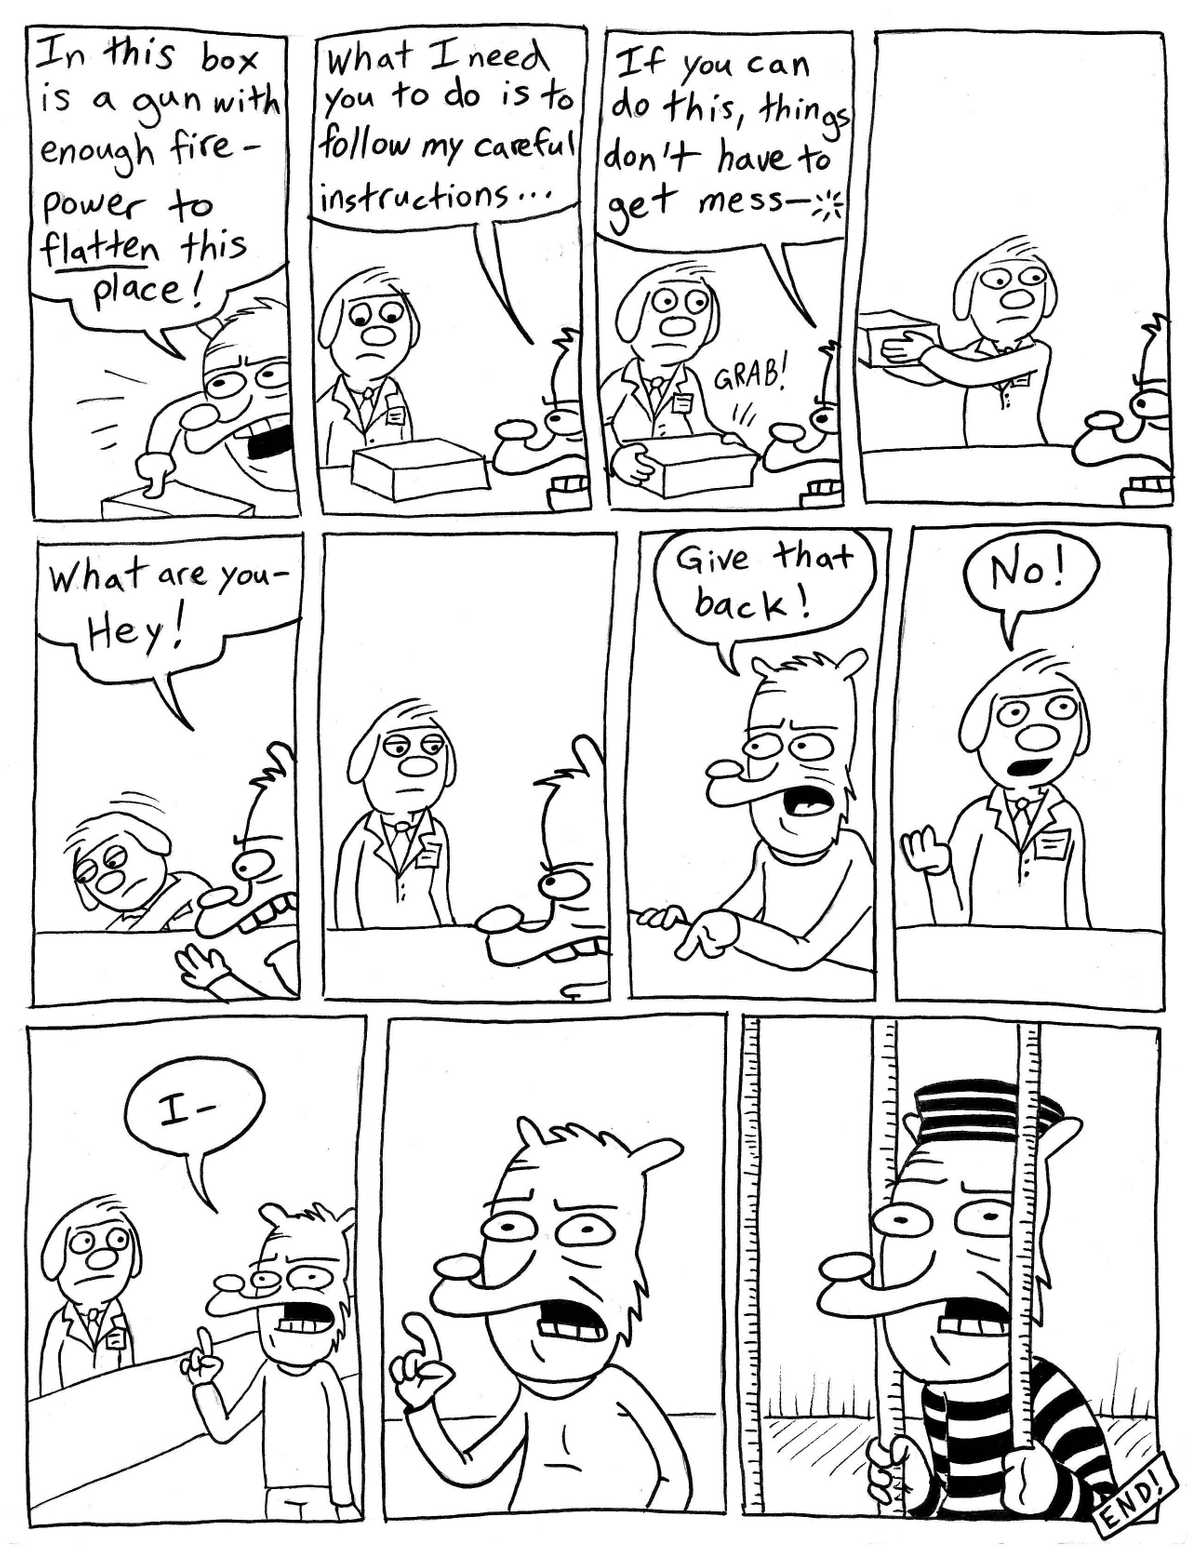 In this box
is a gun with
enough fire-
power to
flatten this
place!
What I need
you to do is to
follow my careful
instructions...
If you can
do this, things
don't have to
get mess—
GRAB!
What are you-
Hey!
Give that
back!
No!
I-
END!